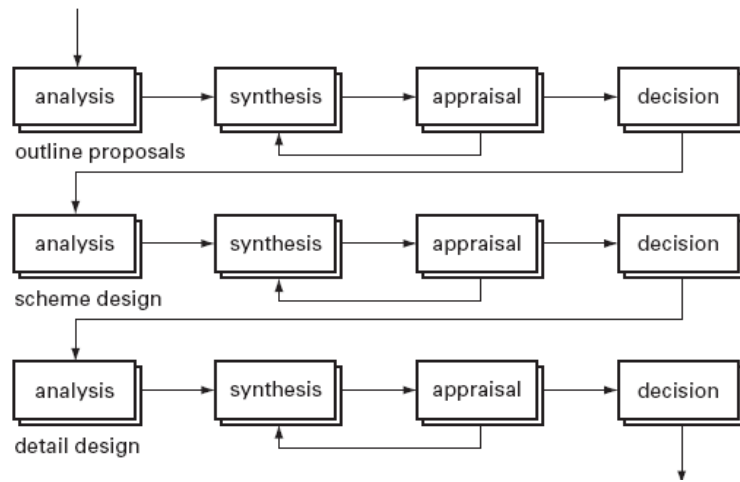 analysis synthesis appraisal decision
outline proposals
analysis synthesis appraisal decision
scheme design
analysis synthesis appraisal decision
detail design